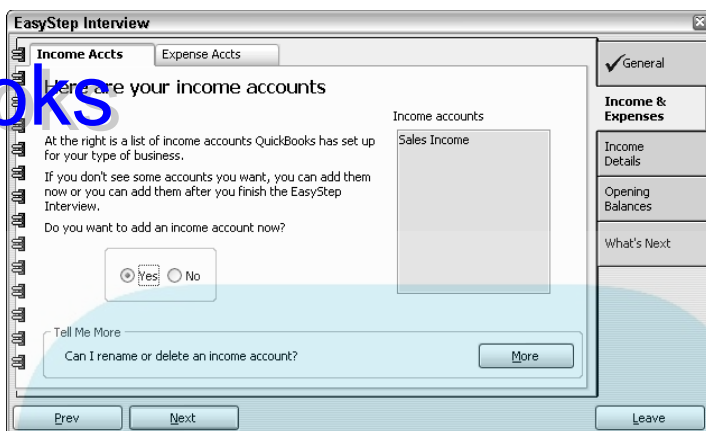 EasyStep Interview
Income Accts
Expense Accts
Here are your income accounts
oks
At the right is a list of income accounts QuickBooks has set up
for your type of business.
If you don't see some accounts you want, you can add them
now or you can add them after you finish the EasyStep
Interview.
Do you want to add an income account now?
Yes
No
Income accounts
Sales Income
Tell Me More
Can I rename or delete an income account?
More
General
Income &
Expenses
Income
Details
Opening
Balances
What's Next
Prev
Next
Leave